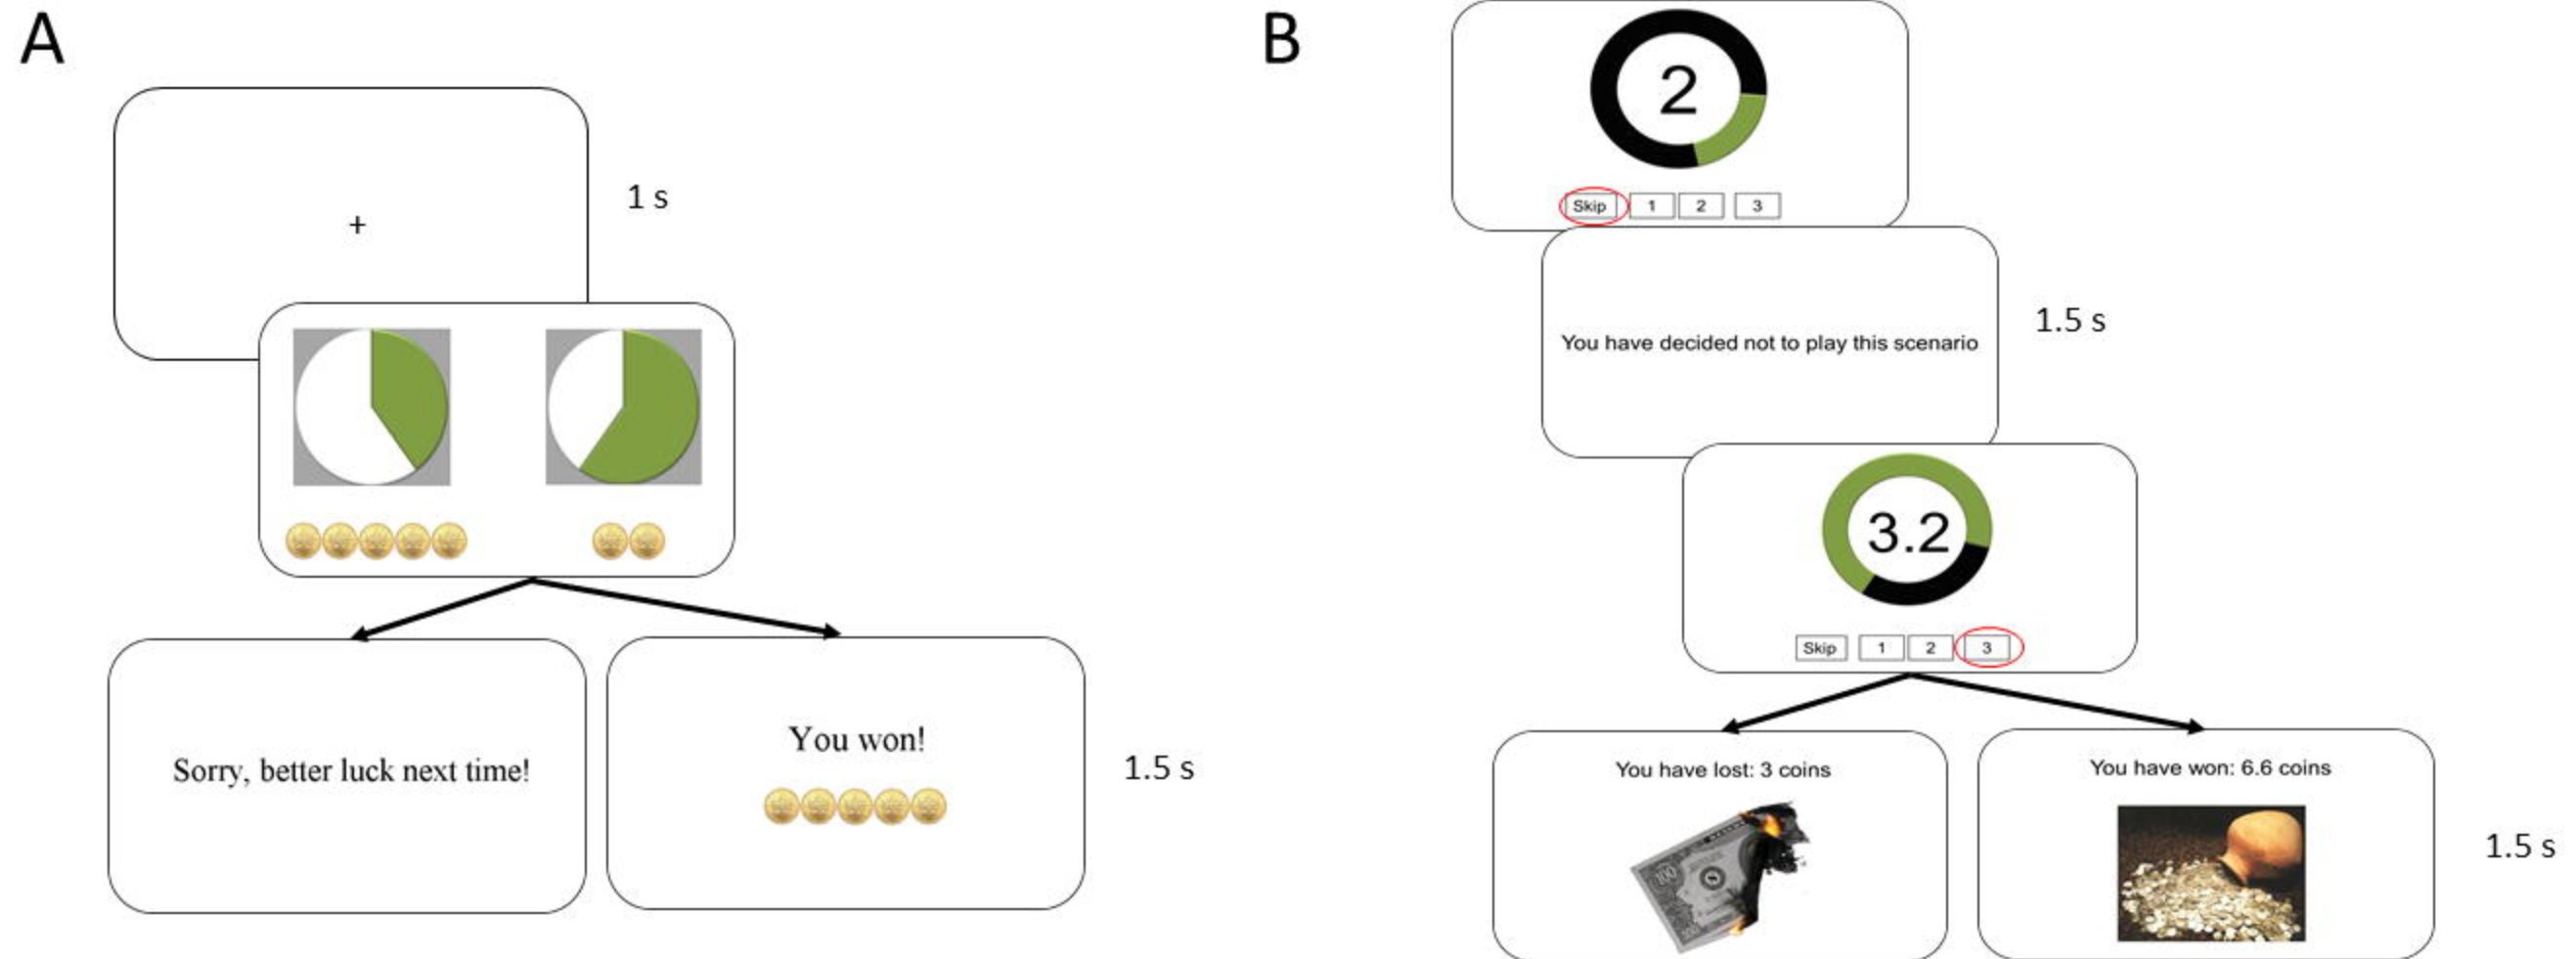 A
+
1 s
Sorry, better luck next time!
You won!
1.5 s
B
2
Skip 1 2 3
You have decided not to play this scenario
1.5 s
3.2
Skip 1 2 3
You have lost: 3 coins
100
You have won: 6.6 coins
1.5 s